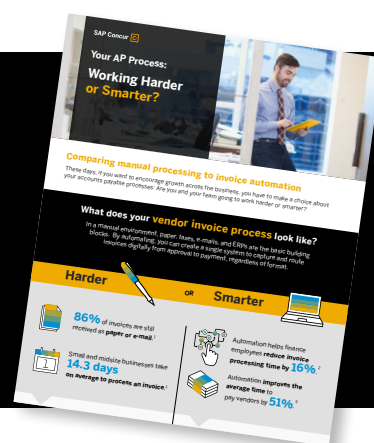 SAP Concur C
Your AP Process:
Working Harder
or Smarter?
Comparing manual processing to invoice automation
These days, if you want to encourage growth across the business, you have to make a choice about
your accounts payable processes: Are you and your team going to work harder or smarter?
What does your vendor invoice process look like?
In a manual environment, paper, faxes, e-mails, and ERPs are the basic building
blocks. By automating, you can create a single system to capture and route
invoices digitally from approval to payment, regardless of format.
Harder
OR
Smarter
86% of invoices are still
received as paper or e-mail.¹
Small and midsize businesses take
14.3 days
on average to process an invoice.
Automation helps finance
employees reduce invoice
processing time by 16%.²
Automation improves the
average time to
pay vendors by 51%.